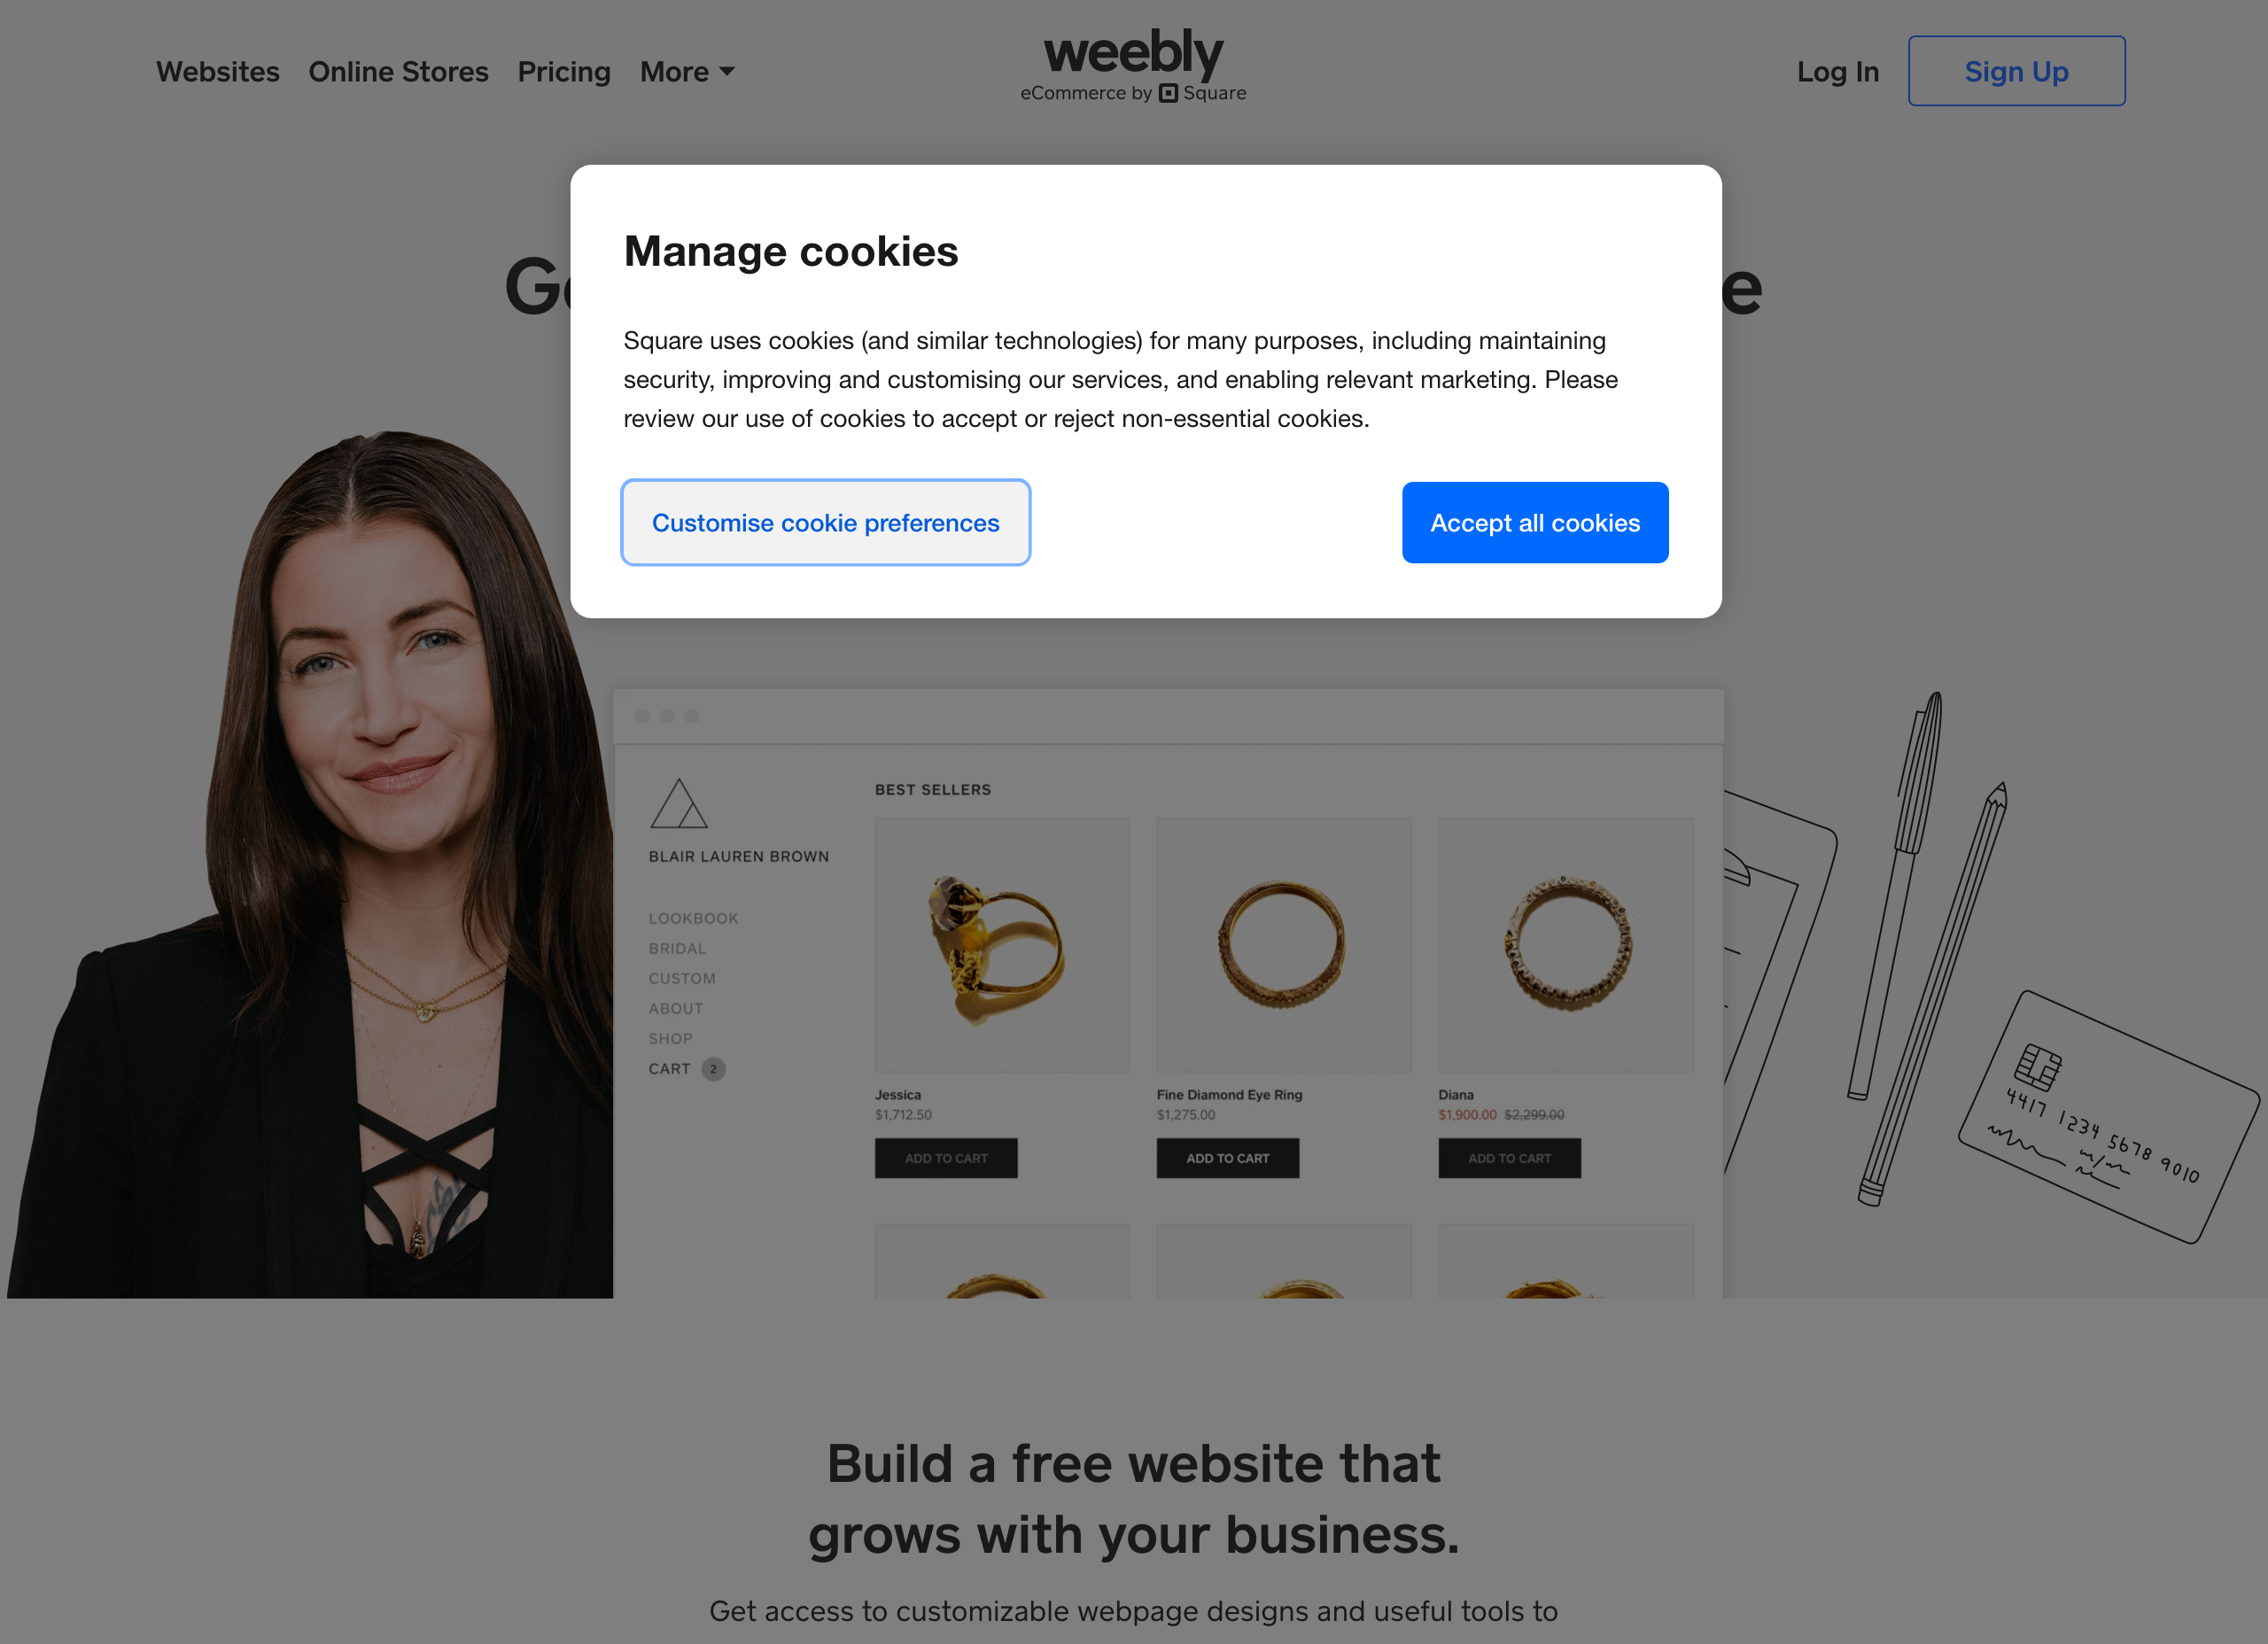 Websites Online Stores Pricing More
weebly
eCommerce by Square
Log In Sign Up
Manage cookies
Square uses cookies (and similar technologies) for many purposes, including maintaining
security, improving and customising our services, and enabling relevant marketing. Please
review our use of cookies to accept or reject non-essential cookies.
Customise cookie preferences
Accept all cookies
BLAIR LAUREN BROWN
LOOKBOOK
BRIDAL
CUSTOM
ABOUT
SHOP
CART 2
BEST SELLERS
Jessica
$1,712.50
ADD TO CART
Fine Diamond Eye Ring
$1,275.00
ADD TO CART
Diana
$1,900.00 $2,299.00
ADD TO CART
4417 1234 5678 9010
Build a free website that
grows with your business.
Get access to customizable webpage designs and useful tools to